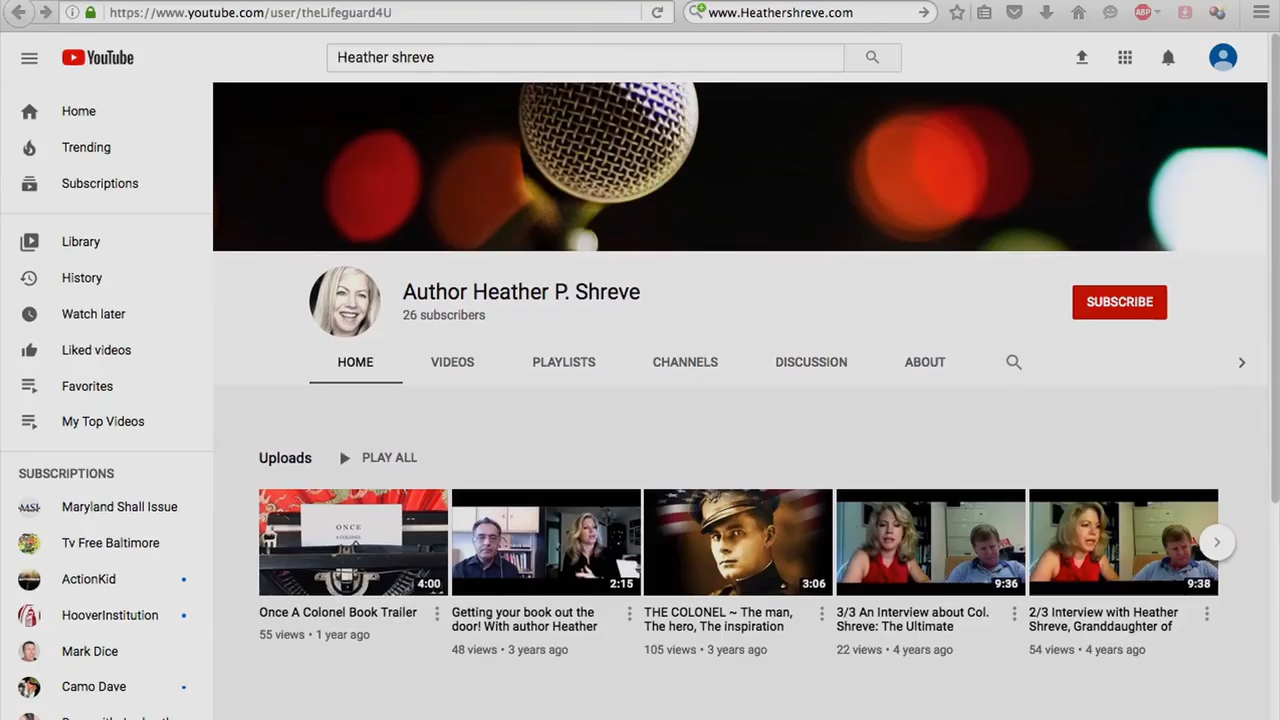 https://www.youtube.com/user/theLifeguard4U
www.Heathershreve.com
ABP
YouTube
Heather shreve
Home
Trending
Subscriptions
Library
History
Watch later
Liked videos
Favorites
My Top Videos
SUBSCRIPTIONS
Maryland Shall Issue
Tv Free Baltimore
ActionKid
HooverInstitution
Mark Dice
Camo Dave
Author Heather P. Shreve
26 subscribers
SUBSCRIBE
HOME VIDEOS PLAYLISTS CHANNELS DISCUSSION ABOUT
Uploads PLAY ALL
ONCE
A COLONEL
4:00
Once A Colonel Book Trailer
55 views • 1 year ago
2:15
Getting your book out the
door! With author Heather
48 views • 3 years ago
3:06
THE COLONEL ~ The man,
The hero, The inspiration
105 views • 3 years ago
9:36
3/3 An Interview about Col.
Shreve: The Ultimate
22 views • 4 years ago
9:38
2/3 Interview with Heather
Shreve, Granddaughter of
54 views • 4 years ago